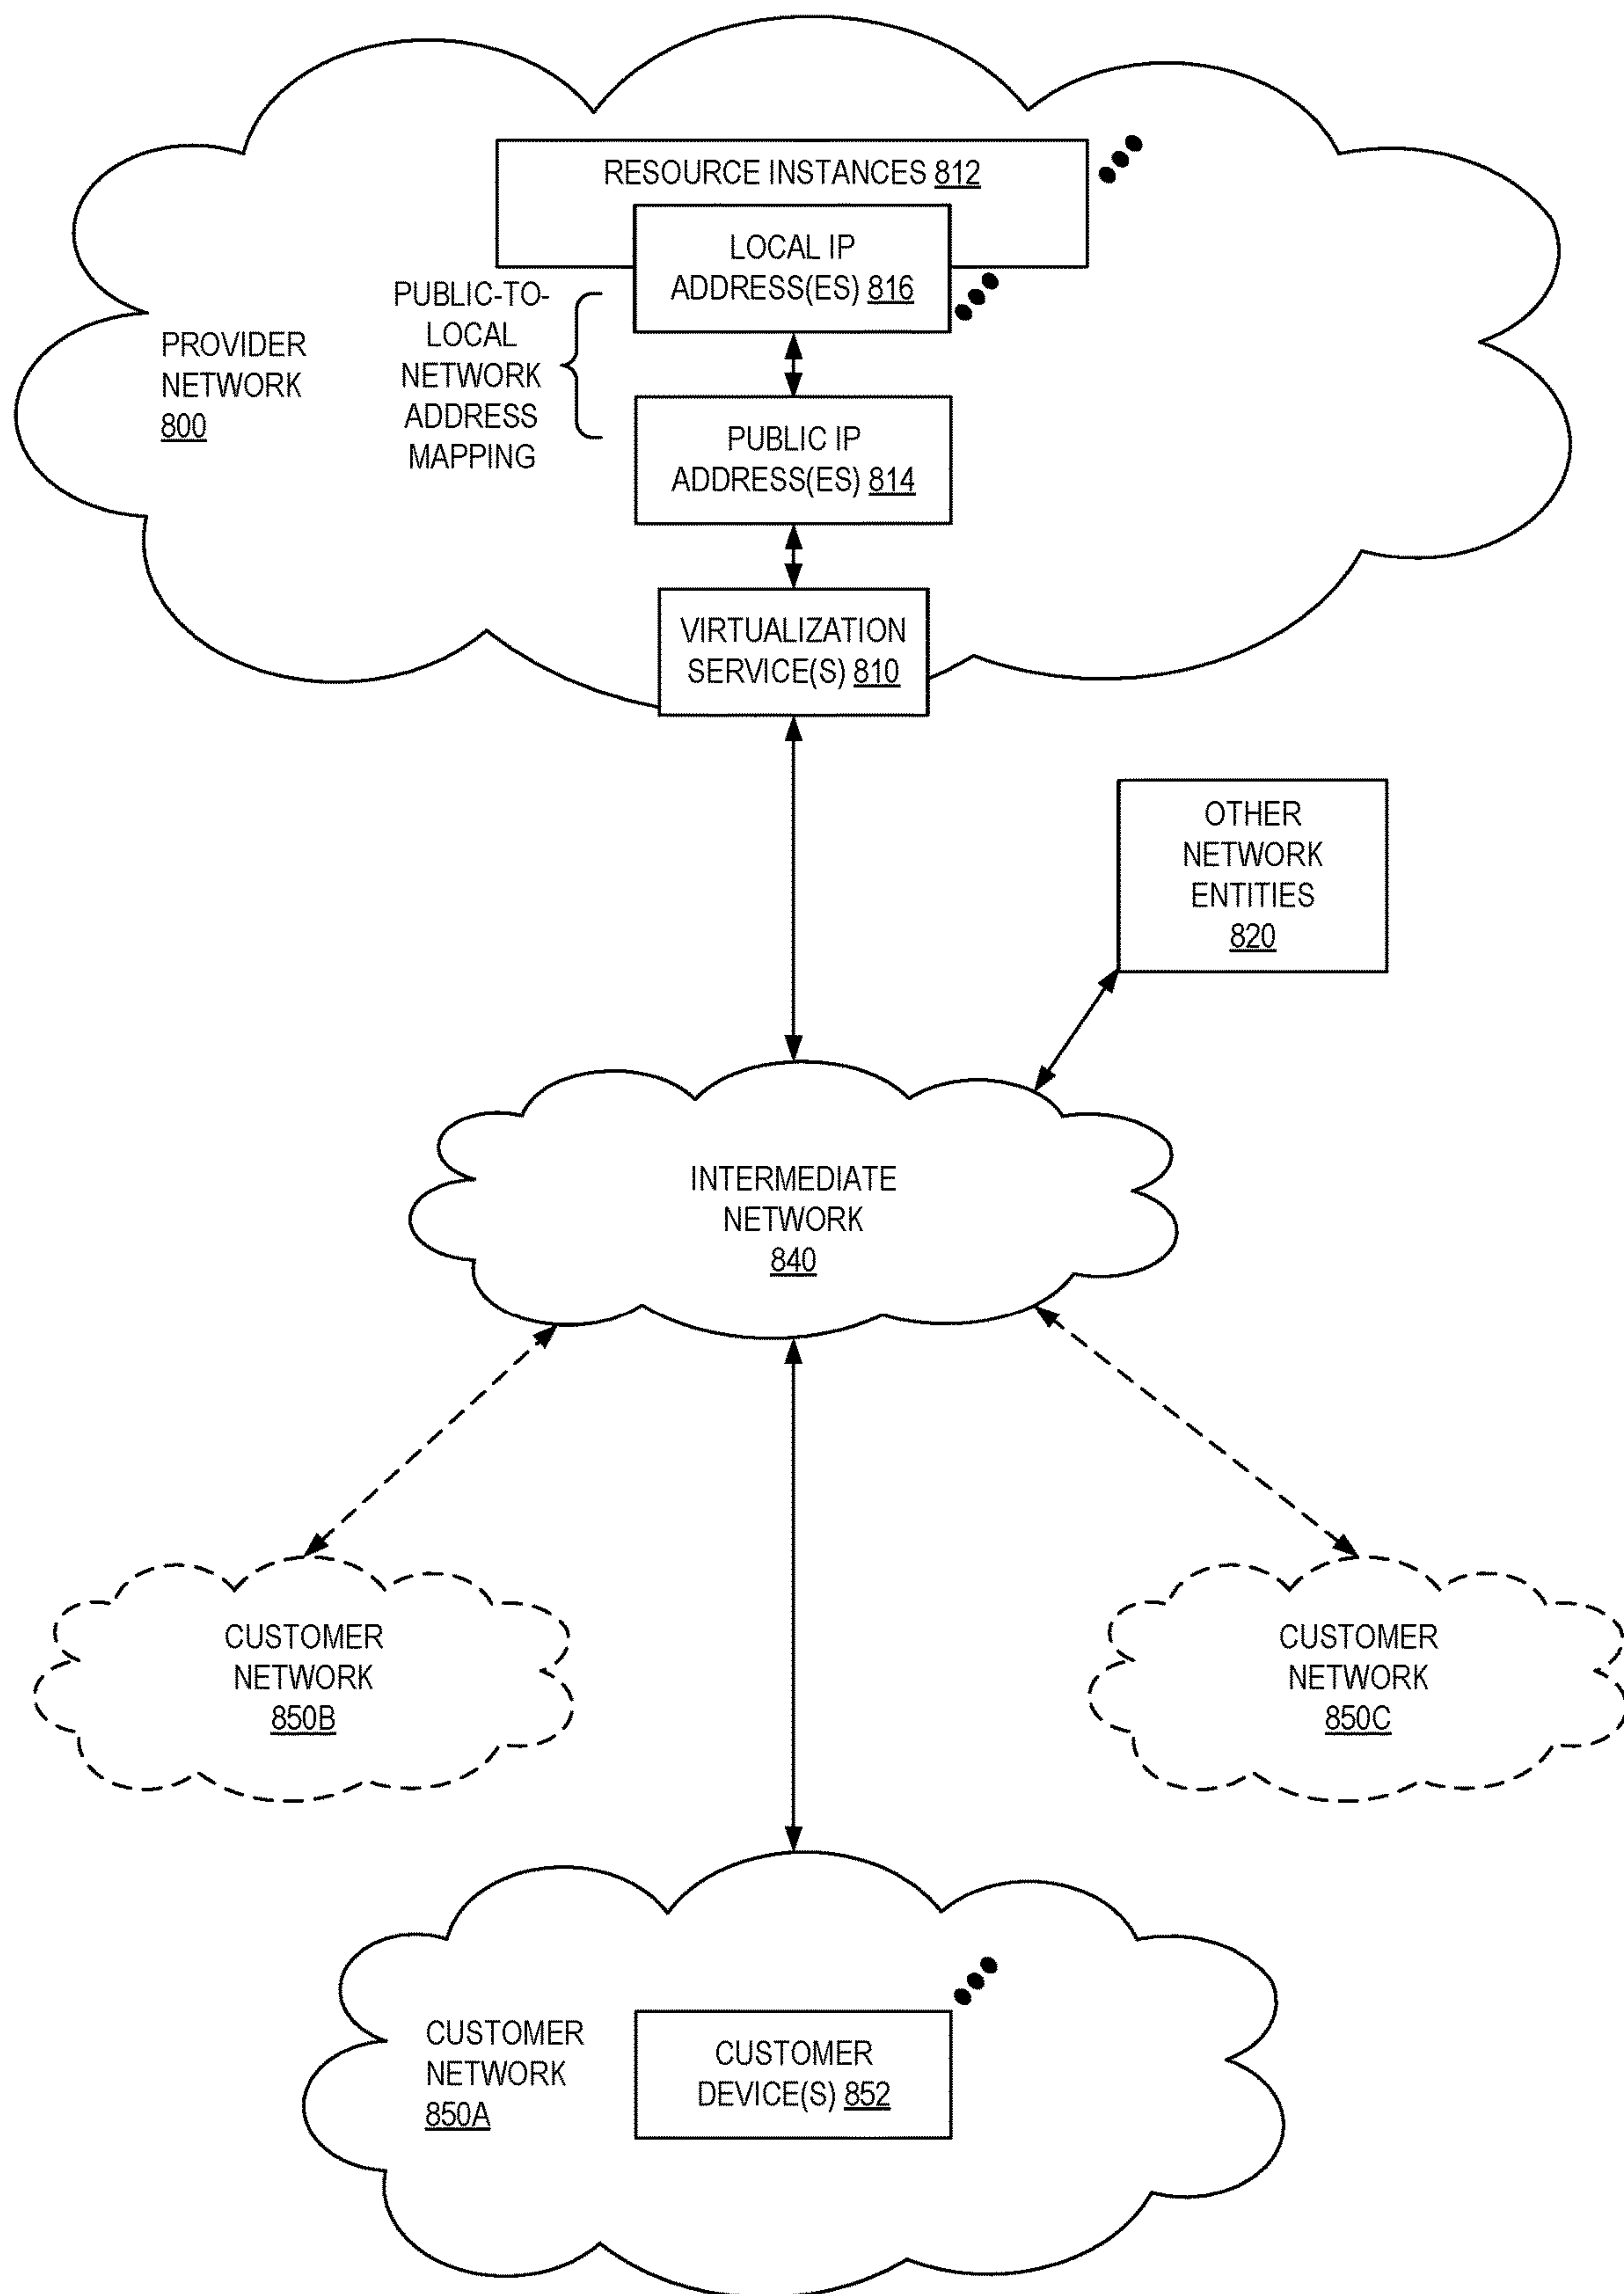 RESOURCE INSTANCES 812
LOCAL IP
ADDRESS(ES) 816
PUBLIC-TO-
LOCAL
NETWORK
ADDRESS
MAPPING
PROVIDER
NETWORK
800
PUBLIC IP
ADDRESS(ES) 814
VIRTUALIZATION
SERVICE(S) 810
OTHER
NETWORK
ENTITIES
820
INTERMEDIATE
NETWORK
840
CUSTOMER
NETWORK
850B
CUSTOMER
NETWORK
850C
CUSTOMER
NETWORK
850A
CUSTOMER
DEVICE(S) 852